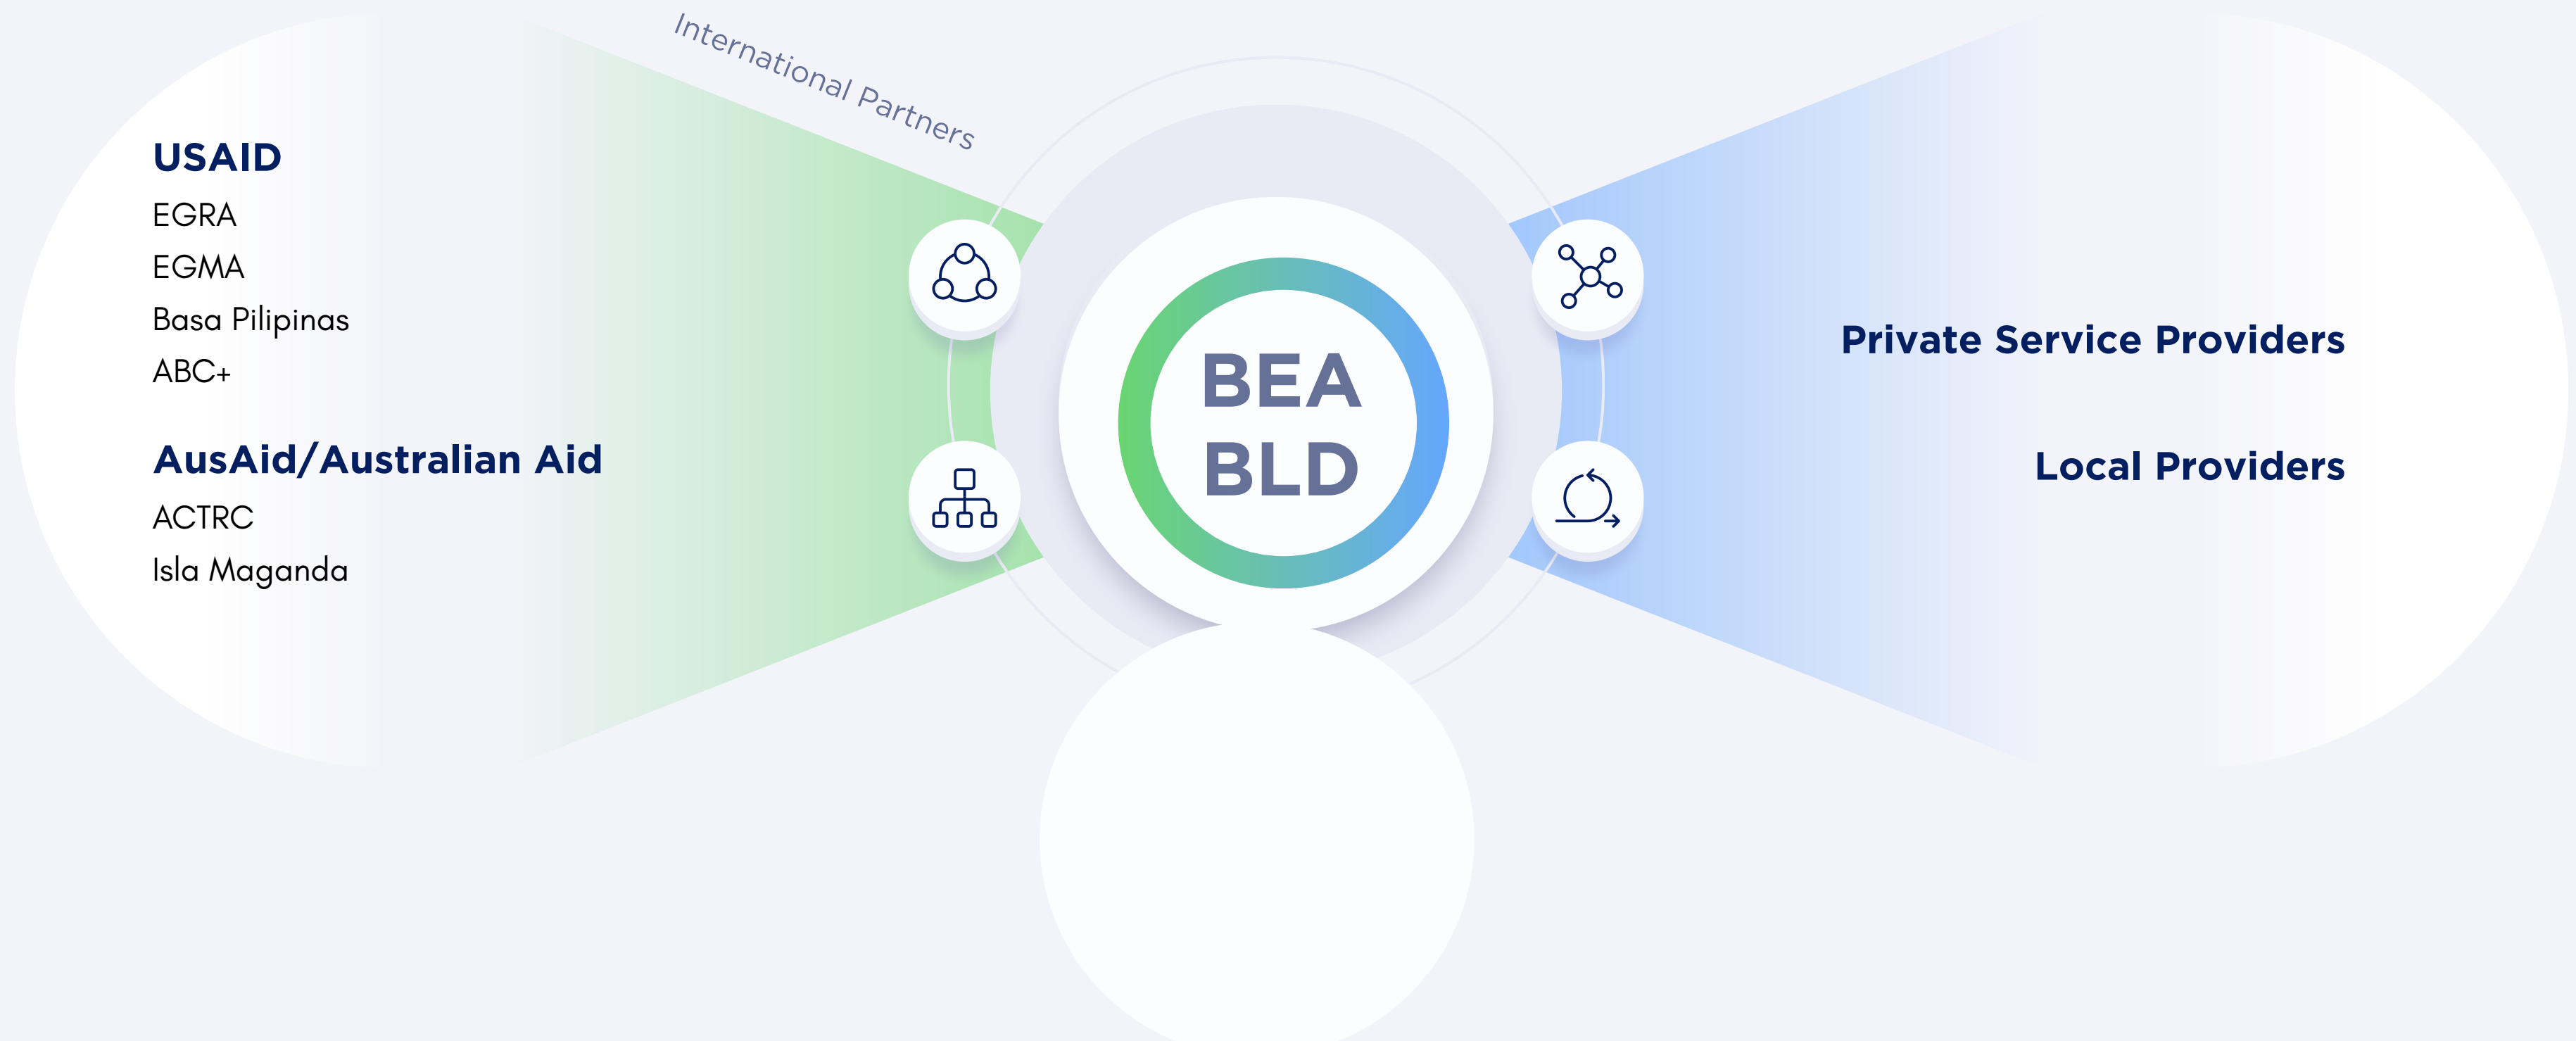 International Partners
USAID
EGRA
EGMA
Basa Pilipinas
ABC+
AusAid/Australian Aid
ACTRC
Isla Maganda
BEA
BLD
Private Service Providers
Local Providers